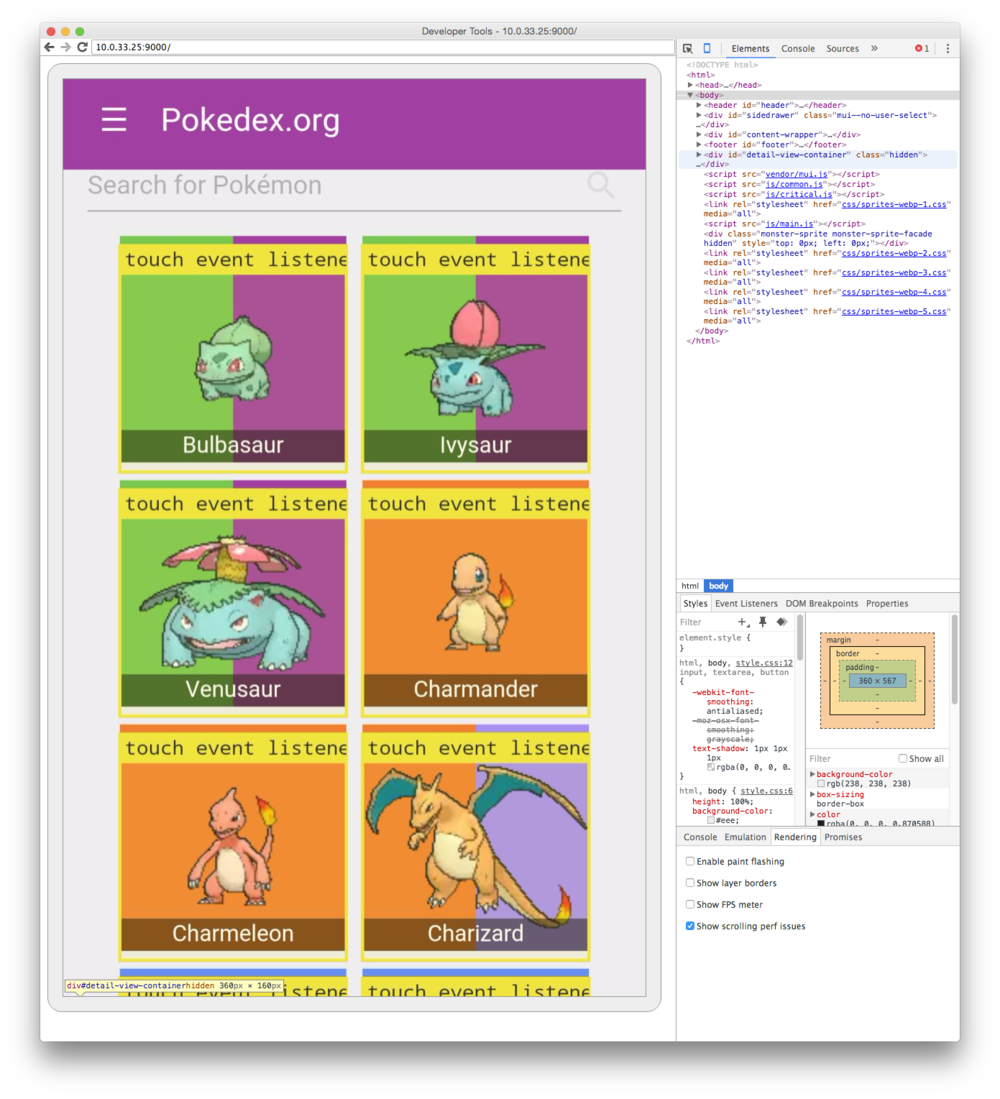 Developer Tools - 10.0.33.25:9000/
10.0.33.25:9000/
Pokedex.org
Search for Pokémon
touch event listene
touch event listene
Bulbasaur
Ivysaur
touch event listene
touch event listene
Venusaur
Charmander
touch event listene
touch event listene
Charmeleon
Charizard
touch event listene
touch event listene
div#detail-view-containerhidden 360px × 160px
Elements Console Sources » 1
<!DOCTYPE html>
<html>
<head>…</head>
<body>
<header id="header">…</header>
<div id="sidedrawer" class="mui--no-user-select">
…</div>
<div id="content-wrapper">…</div>
<footer id="footer">…</footer>
<div id="detail-view-container" class="hidden">
…</div>
<script src="vendor/mui.js"></script>
<script src="js/common.js"></script>
<script src="js/critical.js"></script>
<link rel="stylesheet" href="css/sprites-webp-1.css"
media="all">
<script src="js/main.js"></script>
<div class="monster-sprite monster-sprite-facade
hidden" style="top: 0px; left: 0px;"></div>
<link rel="stylesheet" href="css/sprites-webp-2.css"
media="all">
<link rel="stylesheet" href="css/sprites-webp-3.css"
media="all">
<link rel="stylesheet" href="css/sprites-webp-4.css"
media="all">
<link rel="stylesheet" href="css/sprites-webp-5.css"
media="all">
</body>
</html>
html body
Styles Event Listeners DOM Breakpoints Properties
Filter
element.style {
}
html, body, style.css:12
input, textarea, button
{
-webkit-font-
smoothing:
antialiased;
-moz-osx-font-
smoothing:
grayscale;
text-shadow: 1px 1px
1px
rgba(0, 0, 0, 0…
}
html, body { style.css:6
height: 100%;
background-color:
#eee;
margin -
border -
padding -
- - - 360 × 567 - - -
-
-
-
Filter Show all
background-color
rgb(238, 238, 238)
box-sizing
border-box
color
rgba(0, 0, 0, 0.870588)
Console Emulation Rendering Promises
Enable paint flashing
Show layer borders
Show FPS meter
Show scrolling perf issues